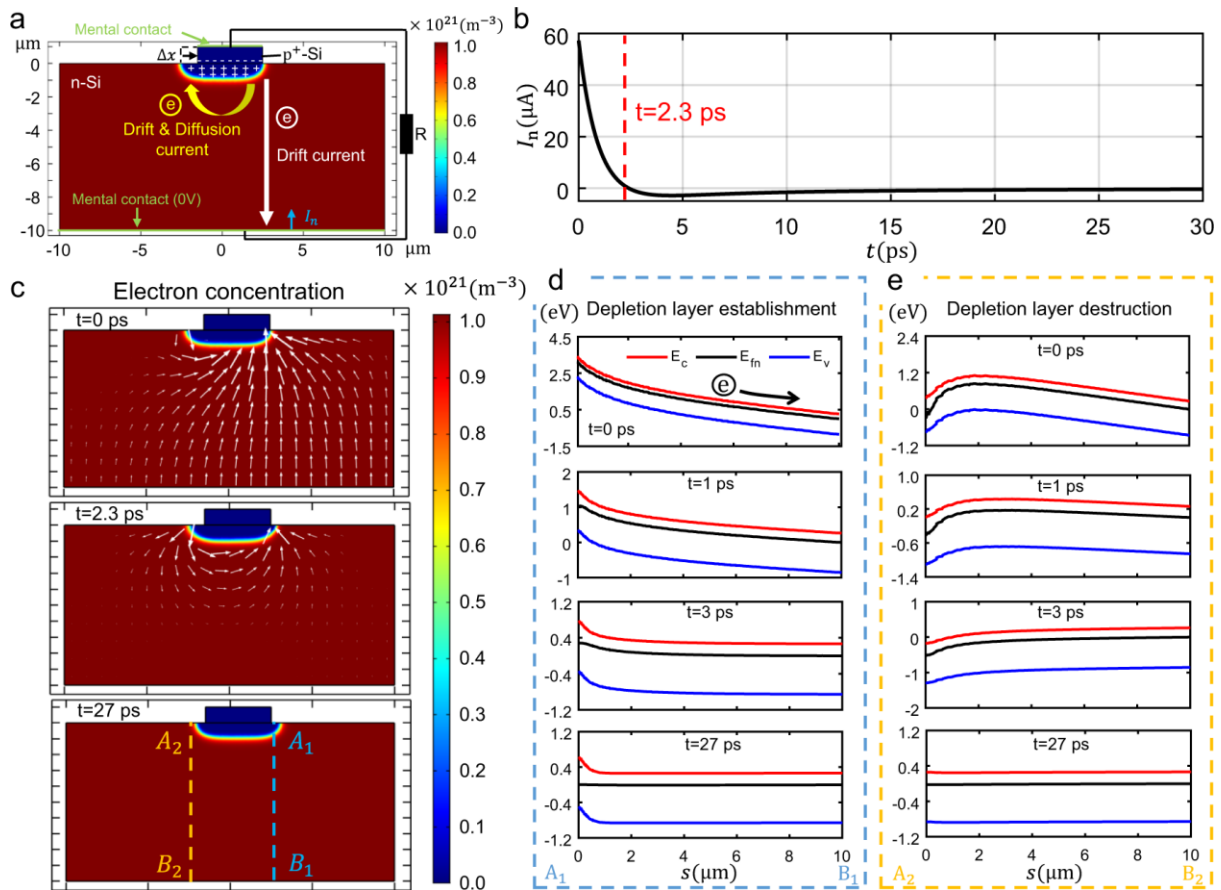 a
μm
× 10²¹(m⁻³)
Mental contact
Δx
p⁺-Si
+ + + + + +
+ + + + +
n-Si
e
Drift & Diffusion
current
e
Drift current
R
Mental contact (0V)
Iₙ
0
-2
-4
-6
-8
-10
-10
-5
0
5
10
μm
1.0
0.8
0.6
0.4
0.2
0.0
b
Iₙ(μA)
60
40
20
0
t=2.3 ps
0
5
10
15
20
25
30
t(ps)
c
Electron concentration
× 10²¹(m⁻³)
t=0 ps
t=2.3 ps
t=27 ps
A₂
A₁
B₂
B₁
1.0
0.9
0.8
0.7
0.6
0.5
0.4
0.3
0.2
0.1
0.0
d
(eV)
Depletion layer establishment
4.5
2.5
0.5
-1.5
E_c
E_fn
E_v
e
t=0 ps
2
1
0
-1
t=1 ps
1.2
0.6
0
-0.6
-1.2
t=3 ps
0.4
-0.4
-1.2
t=27 ps
0
2
4
6
8
10
A₁
s(μm)
B₁
e
(eV)
Depletion layer destruction
2.4
1.2
0
-1.2
t=0 ps
1.0
0.2
-0.6
-1.4
t=1 ps
1
0
-1
-2
t=3 ps
0.4
-0.4
-1.2
t=27 ps
0
2
4
6
8
10
A₂
s(μm)
B₂